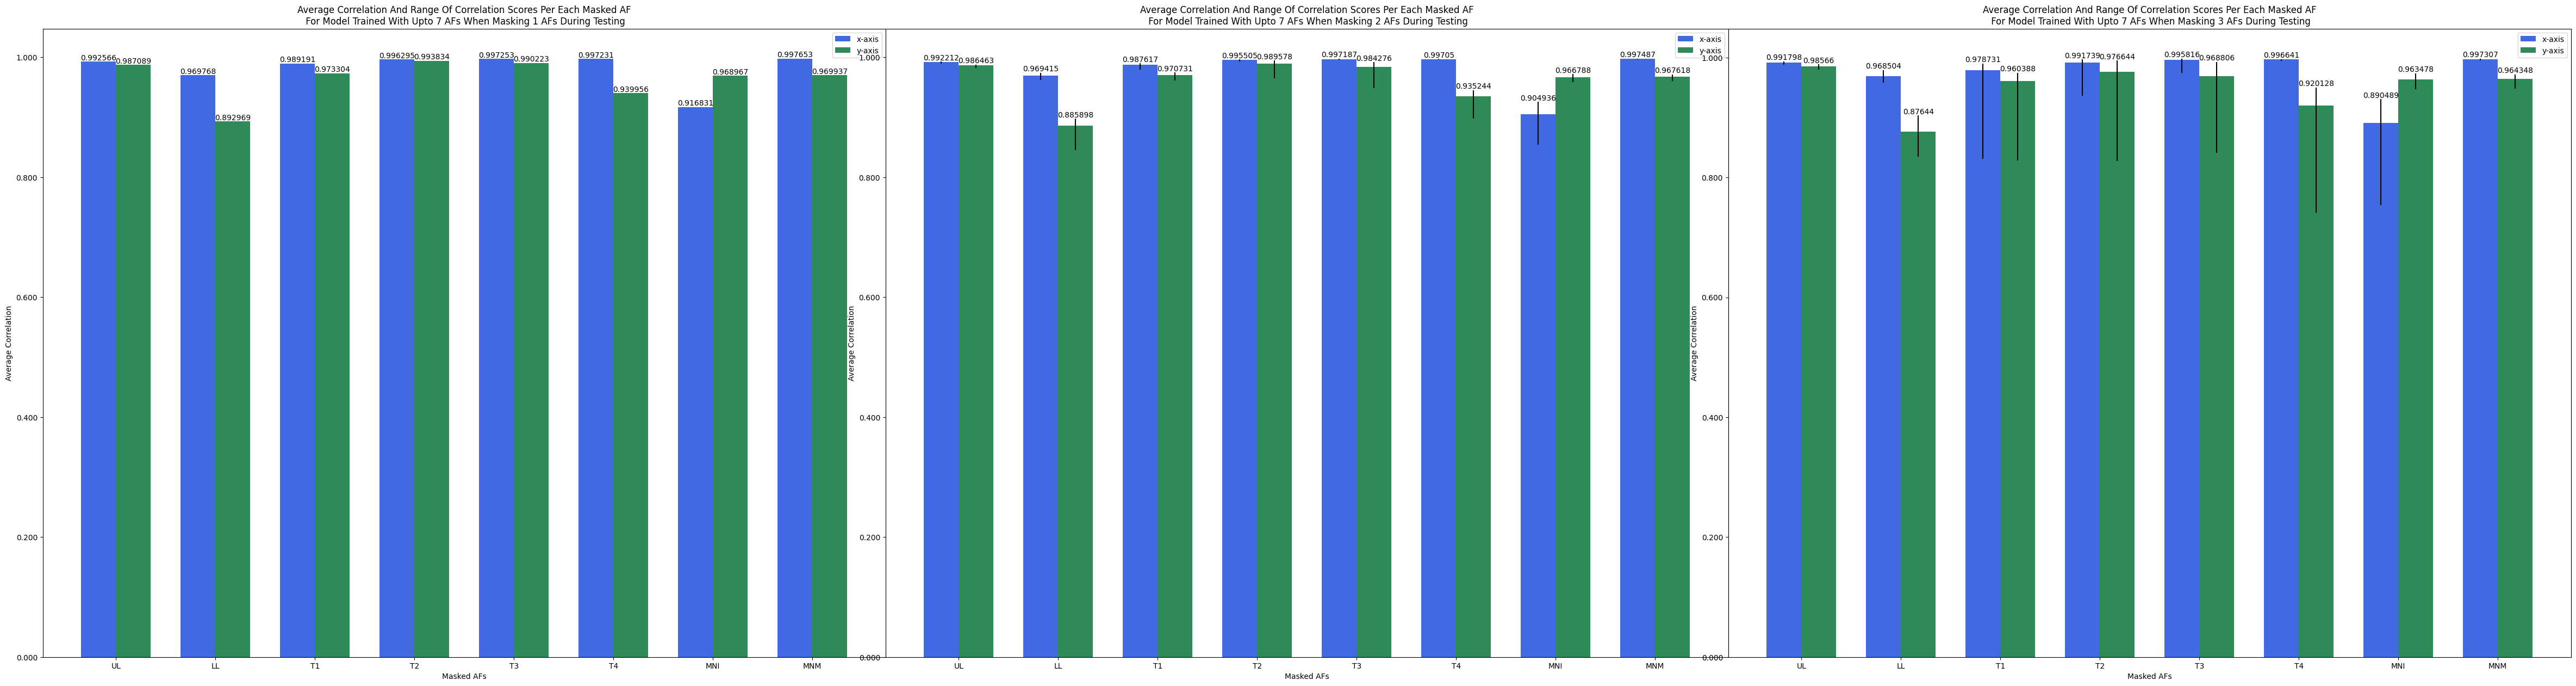 Average Correlation And Range Of Correlation Scores Per Each Masked AF
For Model Trained With Upto 7 AFs When Masking 1 AFs During Testing
x-axis
y-axis
1.000
0.800
0.600
0.400
0.200
0.000
Average Correlation
0.992566
0.987089
0.969768
0.892969
0.989191
0.973304
0.996295
0.993834
0.997253
0.990223
0.997231
0.939956
0.916831
0.968967
0.997653
0.969937
UL
LL
T1
T2
T3
T4
MNI
MNM
Masked AFs
Average Correlation And Range Of Correlation Scores Per Each Masked AF
For Model Trained With Upto 7 AFs When Masking 2 AFs During Testing
x-axis
y-axis
1.000
0.800
0.600
0.400
0.200
0.000
Average Correlation
0.992212
0.986463
0.969415
0.885898
0.987617
0.970731
0.995505
0.989578
0.997187
0.984276
0.99705
0.935244
0.904936
0.966788
0.997487
0.967618
UL
LL
T1
T2
T3
T4
MNI
MNM
Masked AFs
Average Correlation And Range Of Correlation Scores Per Each Masked AF
For Model Trained With Upto 7 AFs When Masking 3 AFs During Testing
x-axis
y-axis
1.000
0.800
0.600
0.400
0.200
0.000
Average Correlation
0.991798
0.98566
0.968504
0.87644
0.978731
0.960388
0.991739
0.976644
0.995816
0.968806
0.996641
0.920128
0.890489
0.963478
0.997307
0.964348
UL
LL
T1
T2
T3
T4
MNI
MNM
Masked AFs